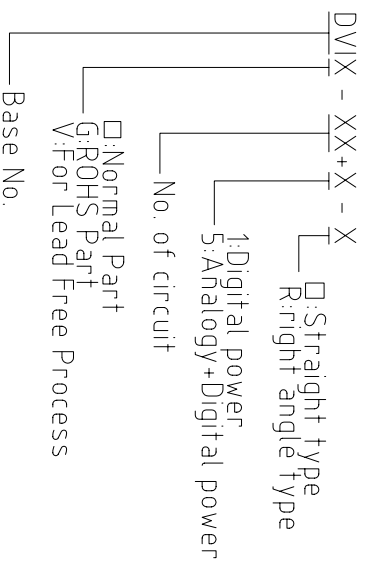 DVIX - XX+X - X
□:Straight type
R:right angle type
1:Digital power
5:Analogy+Digital power
No. of circuit
□:Normal Part
G:ROHS Part
V:For Lead Free Process
Base No.